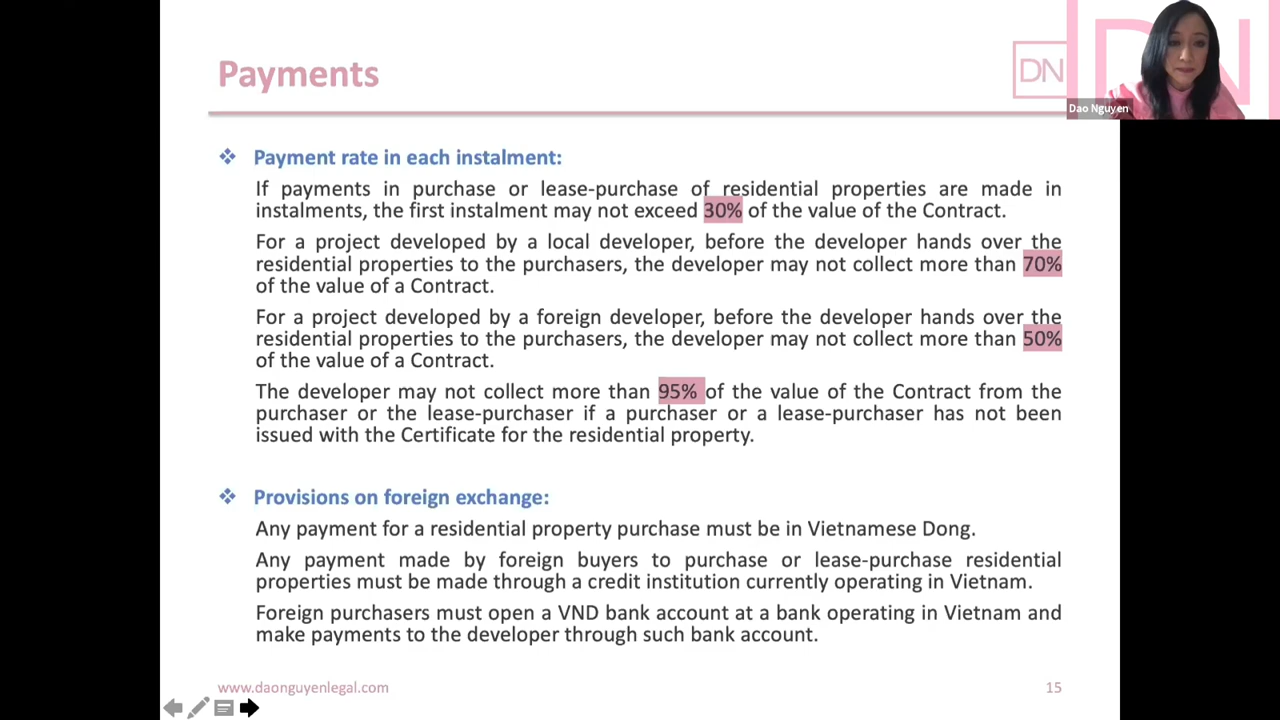 Payments
DN
DN
Dao Nguyen
❖ Payment rate in each instalment:
If payments in purchase or lease-purchase of residential properties are made in
instalments, the first instalment may not exceed 30% of the value of the Contract.
For a project developed by a local developer, before the developer hands over the
residential properties to the purchasers, the developer may not collect more than 70%
of the value of a Contract.
For a project developed by a foreign developer, before the developer hands over the
residential properties to the purchasers, the developer may not collect more than 50%
of the value of a Contract.
The developer may not collect more than 95% of the value of the Contract from the
purchaser or the lease-purchaser if a purchaser or a lease-purchaser has not been
issued with the Certificate for the residential property.
❖ Provisions on foreign exchange:
Any payment for a residential property purchase must be in Vietnamese Dong.
Any payment made by foreign buyers to purchase or lease-purchase residential
properties must be made through a credit institution currently operating in Vietnam.
Foreign purchasers must open a VND bank account at a bank operating in Vietnam and
make payments to the developer through such bank account.
www.daonguyenlegal.com
15